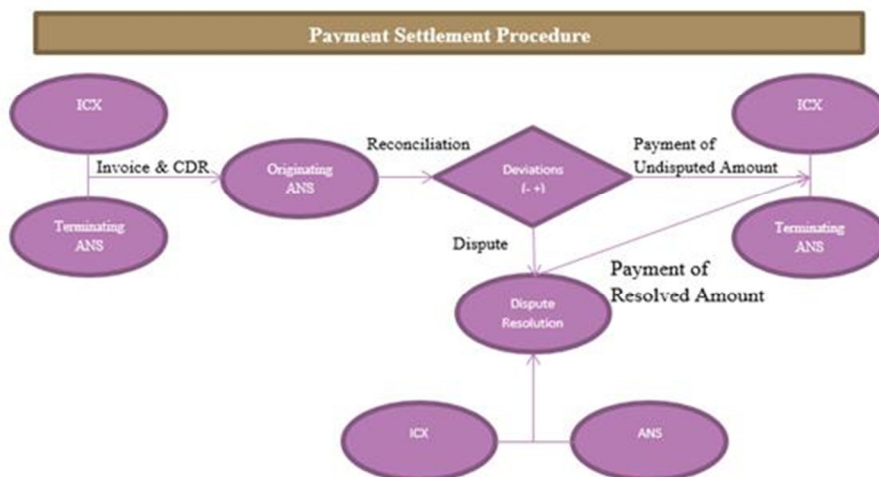 Payment Settlement Procedure
ICX
Invoice & CDR
Terminating
ANS
Originating
ANS
Reconciliation
Deviations
(- +)
Payment of
Undisputed Amount
ICX
Terminating
ANS
Dispute
Payment of
Resolved Amount
Dispute
Resolution
ICX
ANS